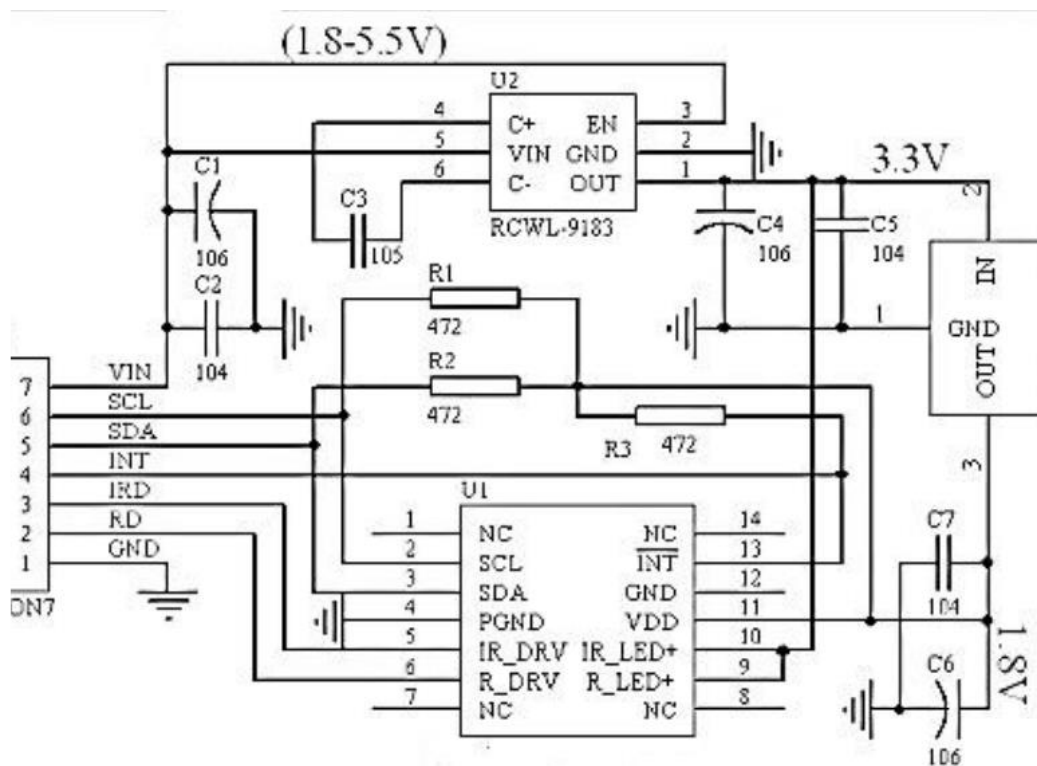 (1.8-5.5V)
U2
4 C+ EN 3
5 VIN GND 2
6 C- OUT 1
RCWL-9183
3.3V
C1
106
C2
104
C3
105
C4
106
C5
104
2
IN
1 GND
OUT
3
R1
472
R2
472
R3 472
7 VIN
6 SCL
5 SDA
4 INT
3 IRD
2 RD
1 GND
ON7
U1
1 NC NC 14
2 SCL INT 13
3 SDA GND 12
4 PGND VDD 11
5 IR_DRV IR_LED+ 10
6 R_DRV R_LED+ 9
7 NC NC 8
C7
104
C6
106
1.8V